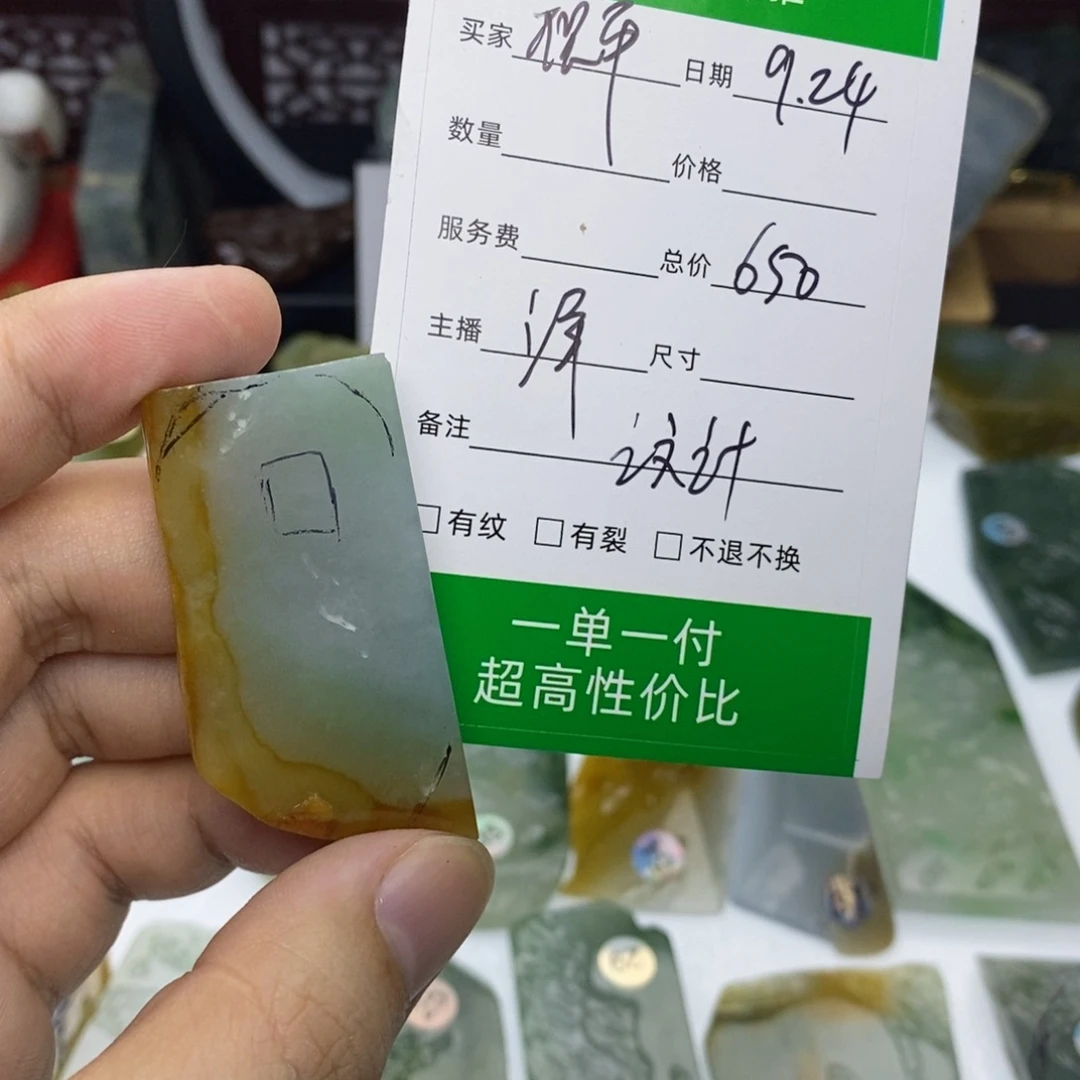 买家 日期 9.24
数量 价格
服务费 总价 650
主播 泽 尺寸
备注 设计
有纹 有裂 不退不换
一单一付
超高性价比